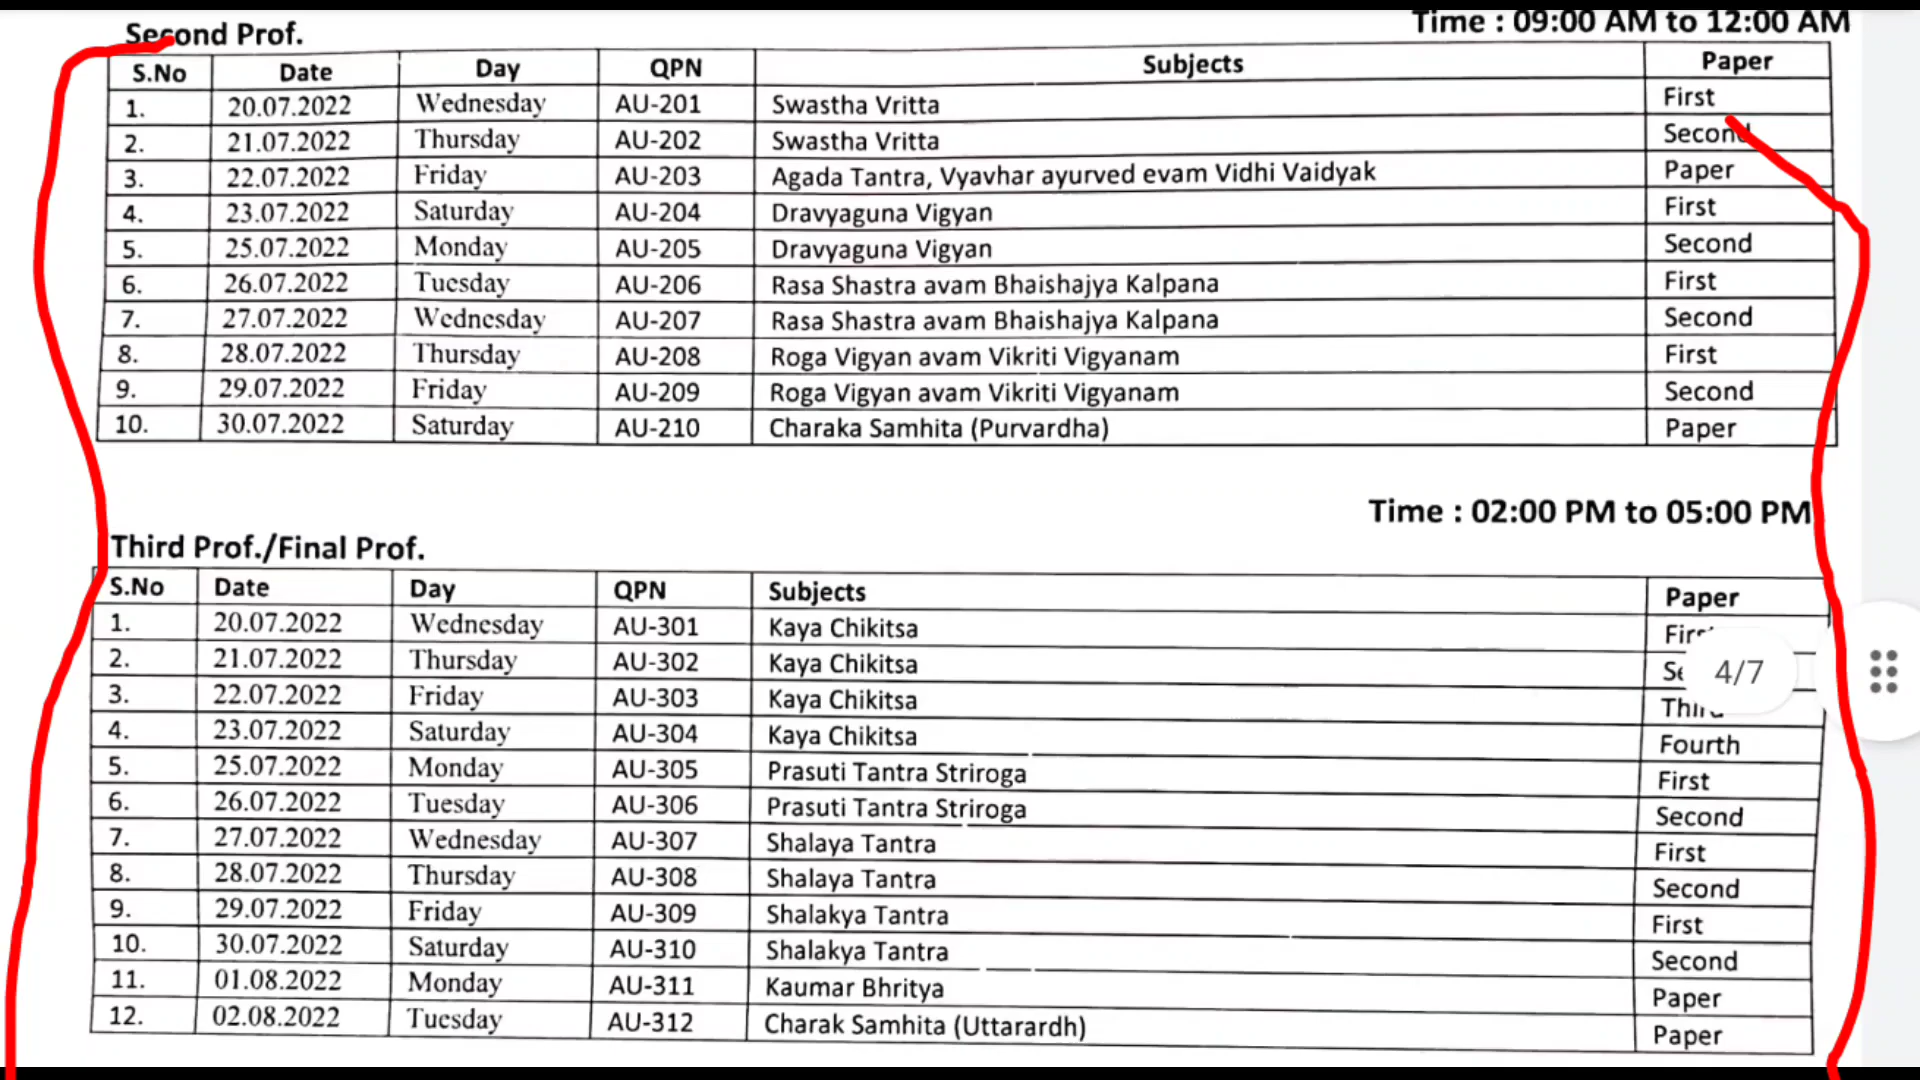 Time : 09:00 AM to 12:00 AM
Second Prof.
S.No Date Day QPN Subjects Paper
1. 20.07.2022 Wednesday AU-201 Swastha Vritta First
2. 21.07.2022 Thursday AU-202 Swastha Vritta Second
3. 22.07.2022 Friday AU-203 Agada Tantra, Vyavhar ayurved evam Vidhi Vaidyak Paper
4. 23.07.2022 Saturday AU-204 Dravyaguna Vigyan First
5. 25.07.2022 Monday AU-205 Dravyaguna Vigyan Second
6. 26.07.2022 Tuesday AU-206 Rasa Shastra avam Bhaishajya Kalpana First
7. 27.07.2022 Wednesday AU-207 Rasa Shastra avam Bhaishajya Kalpana Second
8. 28.07.2022 Thursday AU-208 Roga Vigyan avam Vikriti Vigyanam First
9. 29.07.2022 Friday AU-209 Roga Vigyan avam Vikriti Vigyanam Second
10. 30.07.2022 Saturday AU-210 Charaka Samhita (Purvardha) Paper
Time : 02:00 PM to 05:00 PM
Third Prof./Final Prof.
S.No Date Day QPN Subjects Paper
1. 20.07.2022 Wednesday AU-301 Kaya Chikitsa
2. 21.07.2022 Thursday AU-302 Kaya Chikitsa
4/7
3. 22.07.2022 Friday AU-303 Kaya Chikitsa
4. 23.07.2022 Saturday AU-304 Kaya Chikitsa Fourth
5. 25.07.2022 Monday AU-305 Prasuti Tantra Striroga First
6. 26.07.2022 Tuesday AU-306 Prasuti Tantra Striroga Second
7. 27.07.2022 Wednesday AU-307 Shalaya Tantra First
8. 28.07.2022 Thursday AU-308 Shalaya Tantra Second
9. 29.07.2022 Friday AU-309 Shalakya Tantra First
10. 30.07.2022 Saturday AU-310 Shalakya Tantra Second
11. 01.08.2022 Monday AU-311 Kaumar Bhritya Paper
12. 02.08.2022 Tuesday AU-312 Charak Samhita (Uttarardh) Paper